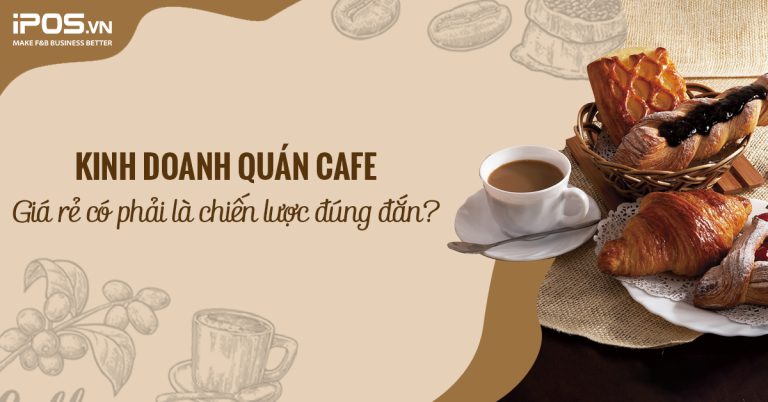 iPOS.VN
MAKE F&B BUSINESS BETTER
KINH DOANH QUÁN CAFE
Giá rẻ có phải là chiến lược đúng đắn?